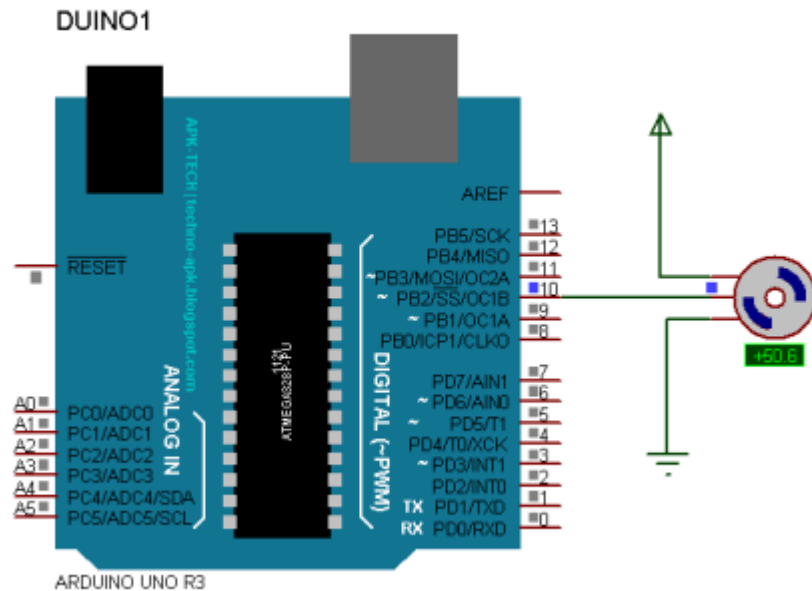 DUINO1
APK-TECH | techno-apk.blogspot.com
RESET
AREF
PB5/SCK 13
PB4/MISO 12
~PB3/MOSI/OC2A 11
~ PB2/SS/OC1B 10
~ PB1/OC1A 9
PB0/ICP1/CLKO 8
PD7/AIN1 7
~ PD6/AIN0 6
~ PD5/T1 5
PD4/T0/XCK 4
~ PD3/INT1 3
PD2/INT0 2
TX PD1/TXD 1
RX PD0/RXD 0
DIGITAL (~PWM)
1121
ATMEGA328P-PU
ANALOG IN
A0 PC0/ADC0
A1 PC1/ADC1
A2 PC2/ADC2
A3 PC3/ADC3
A4 PC4/ADC4/SDA
A5 PC5/ADC5/SCL
+50.6
ARDUINO UNO R3